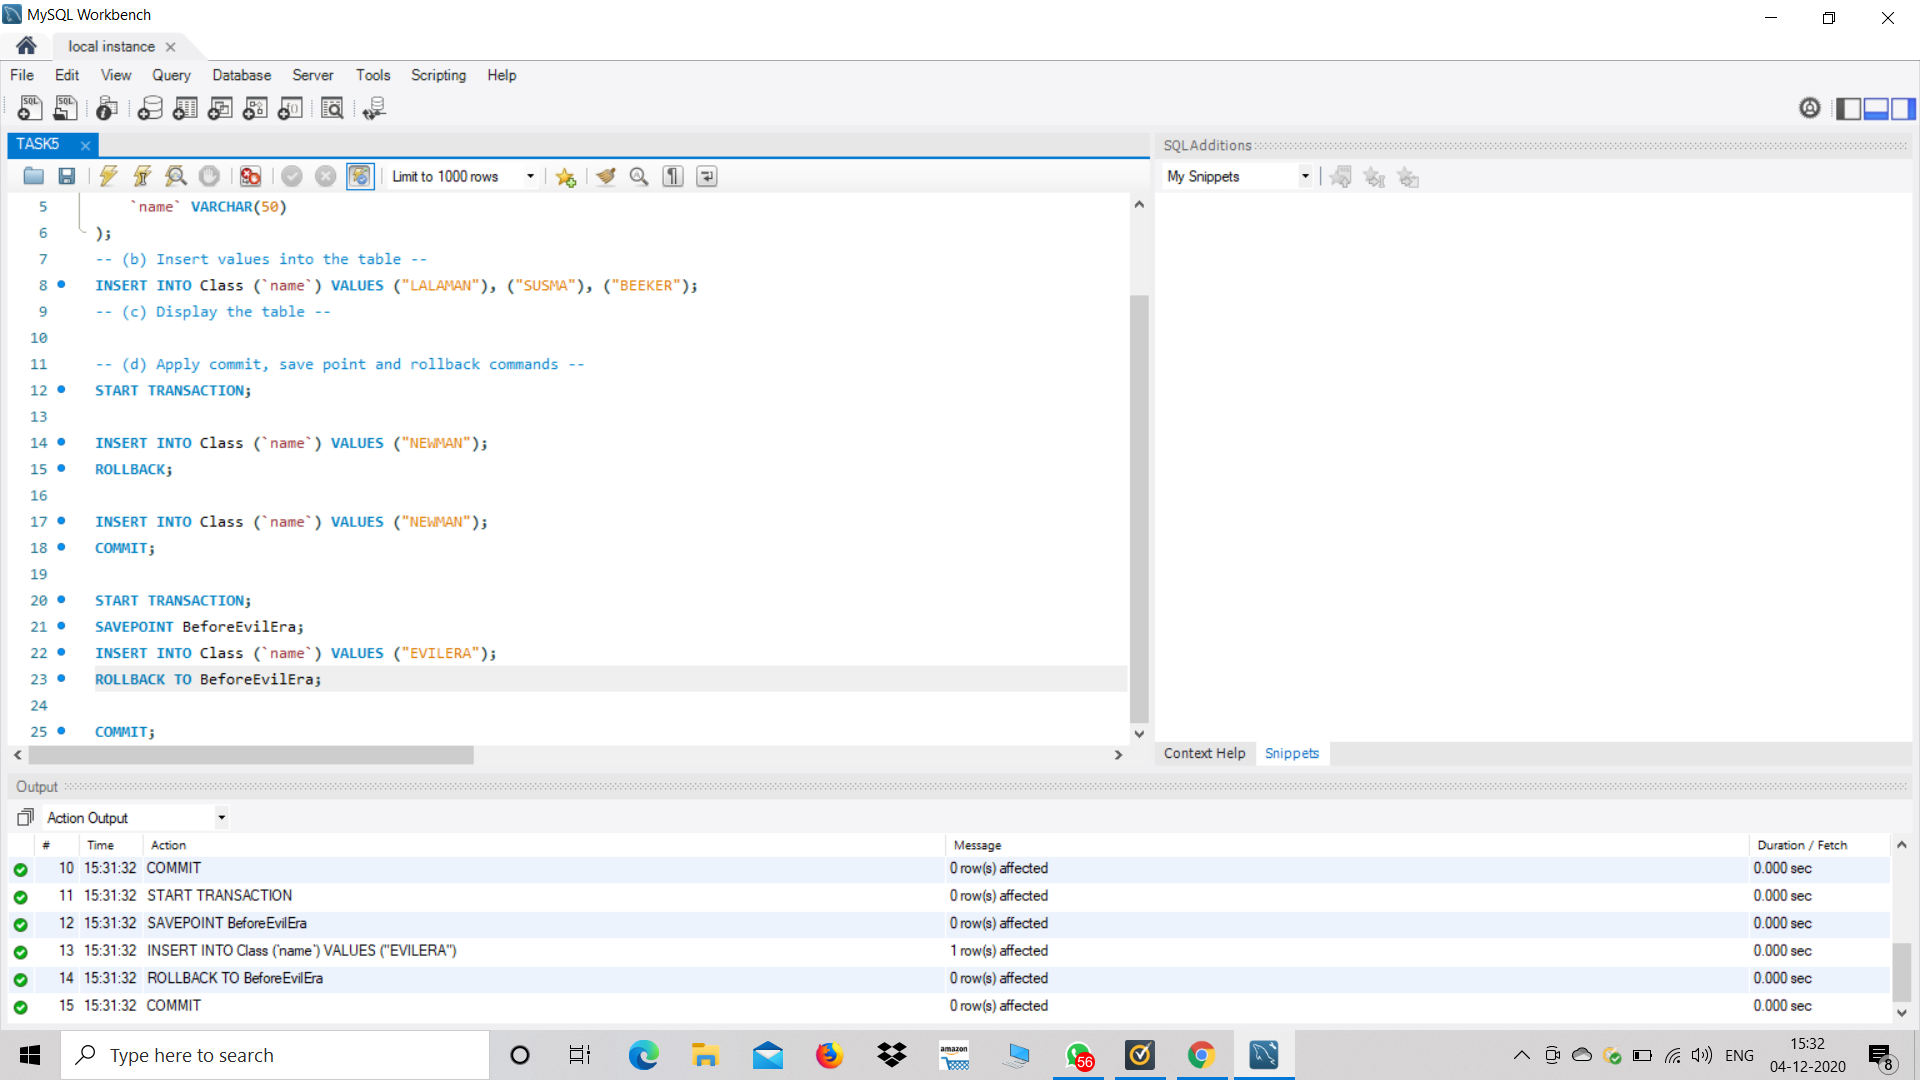 MySQL Workbench
local instance
File Edit View Query Database Server Tools Scripting Help
TASK5
SQLAdditions
Limit to 1000 rows
My Snippets
5 `name` VARCHAR(50)
6 );
7 -- (b) Insert values into the table --
8 INSERT INTO Class (`name`) VALUES ("LALAMAN"), ("SUSMA"), ("BEEKER");
9 -- (c) Display the table --
10
11 -- (d) Apply commit, save point and rollback commands --
12 START TRANSACTION;
13
14 INSERT INTO Class (`name`) VALUES ("NEWMAN");
15 ROLLBACK;
16
17 INSERT INTO Class (`name`) VALUES ("NEWMAN");
18 COMMIT;
19
20 START TRANSACTION;
21 SAVEPOINT BeforeEvilEra;
22 INSERT INTO Class (`name`) VALUES ("EVILERA");
23 ROLLBACK TO BeforeEvilEra;
24
25 COMMIT;
Context Help Snippets
Output
Action Output
# Time Action Message Duration / Fetch
10 15:31:32 COMMIT 0 row(s) affected 0.000 sec
11 15:31:32 START TRANSACTION 0 row(s) affected 0.000 sec
12 15:31:32 SAVEPOINT BeforeEvilEra 0 row(s) affected 0.000 sec
13 15:31:32 INSERT INTO Class (`name`) VALUES ("EVILERA") 1 row(s) affected 0.000 sec
14 15:31:32 ROLLBACK TO BeforeEvilEra 0 row(s) affected 0.000 sec
15 15:31:32 COMMIT 0 row(s) affected 0.000 sec
Type here to search
amazon
56
ENG
15:32
04-12-2020
8